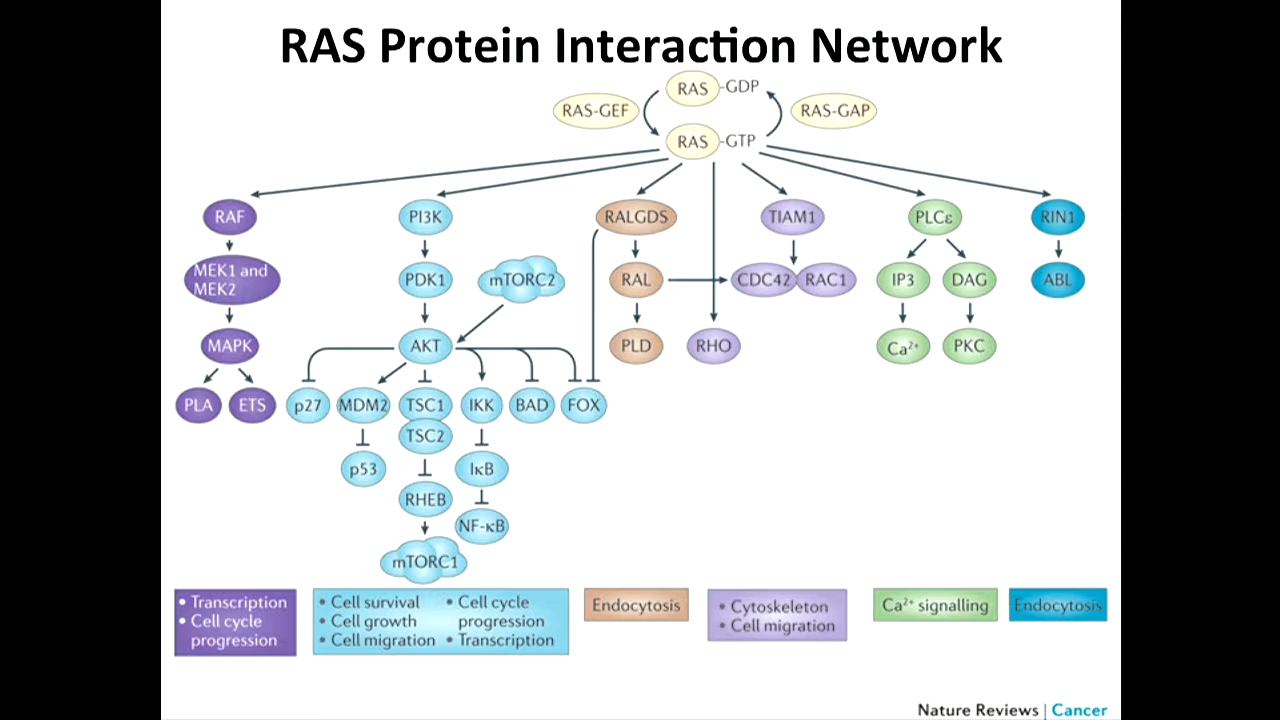 RAS Protein Interaction Network
RAS -GDP
RAS-GEF
RAS-GAP
RAS -GTP
RAF
PI3K
RALGDS
TIAM1
PLCε
RIN1
MEK1 and
MEK2
PDK1
mTORC2
RAL
CDC42
RAC1
IP3
DAG
ABL
MAPK
AKT
PLD
RHO
Ca²⁺
PKC
PLA
ETS
p27
MDM2
TSC1
IKK
BAD
FOX
TSC2
p53
IκB
RHEB
NF-κB
mTORC1
• Transcription
• Cell cycle
progression
• Cell survival
• Cell growth
• Cell migration
• Cell cycle
progression
• Transcription
Endocytosis
• Cytoskeleton
• Cell migration
Ca²⁺ signalling
Endocytosis
Nature Reviews | Cancer